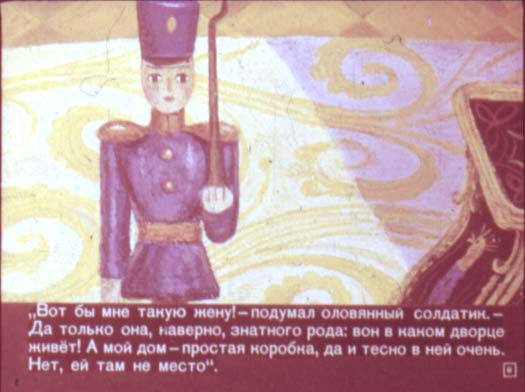 „Вот бы мне такую жену!–подумал оловянный солдатик.–
Да только она, наверно, знатного рода: вон в каком дворце
живёт! А мой дом–простая коробка, да и тесно в ней очень.
Нет, ей там не место“.